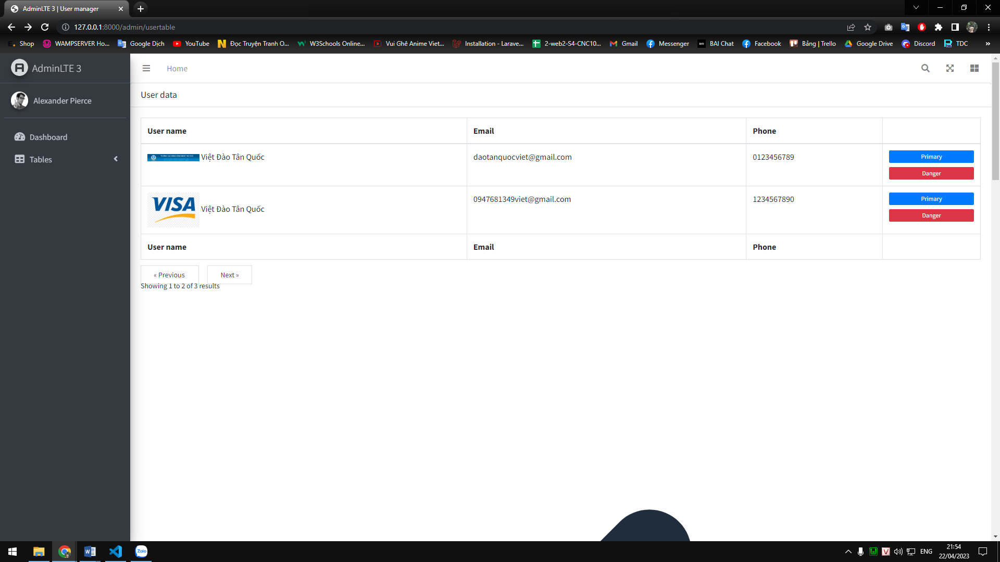 AdminLTE 3 | User manager
127.0.0.1:8000/admin/usertable
Shop
WAMPSERVER Ho...
Google Dịch
YouTube
Đọc Truyện Tranh O...
W3Schools Online...
Vui Ghê Anime Viet...
Installation - Larave...
2-web2-S4-CNC10...
Gmail
Messenger
BAI Chat
Facebook
Bảng | Trello
Google Drive
Discord
TDC
»
AdminLTE 3
Home
Alexander Pierce
Dashboard
Tables
User data
User name Email Phone
Việt Đào Tân Quốc daotanquocviet@gmail.com 0123456789 Primary
Danger
VISA Việt Đào Tân Quốc 0947681349viet@gmail.com 1234567890 Primary
Danger
User name Email Phone
« Previous Next »
Showing 1 to 2 of 3 results
Zalo
ENG
21:54
22/04/2023